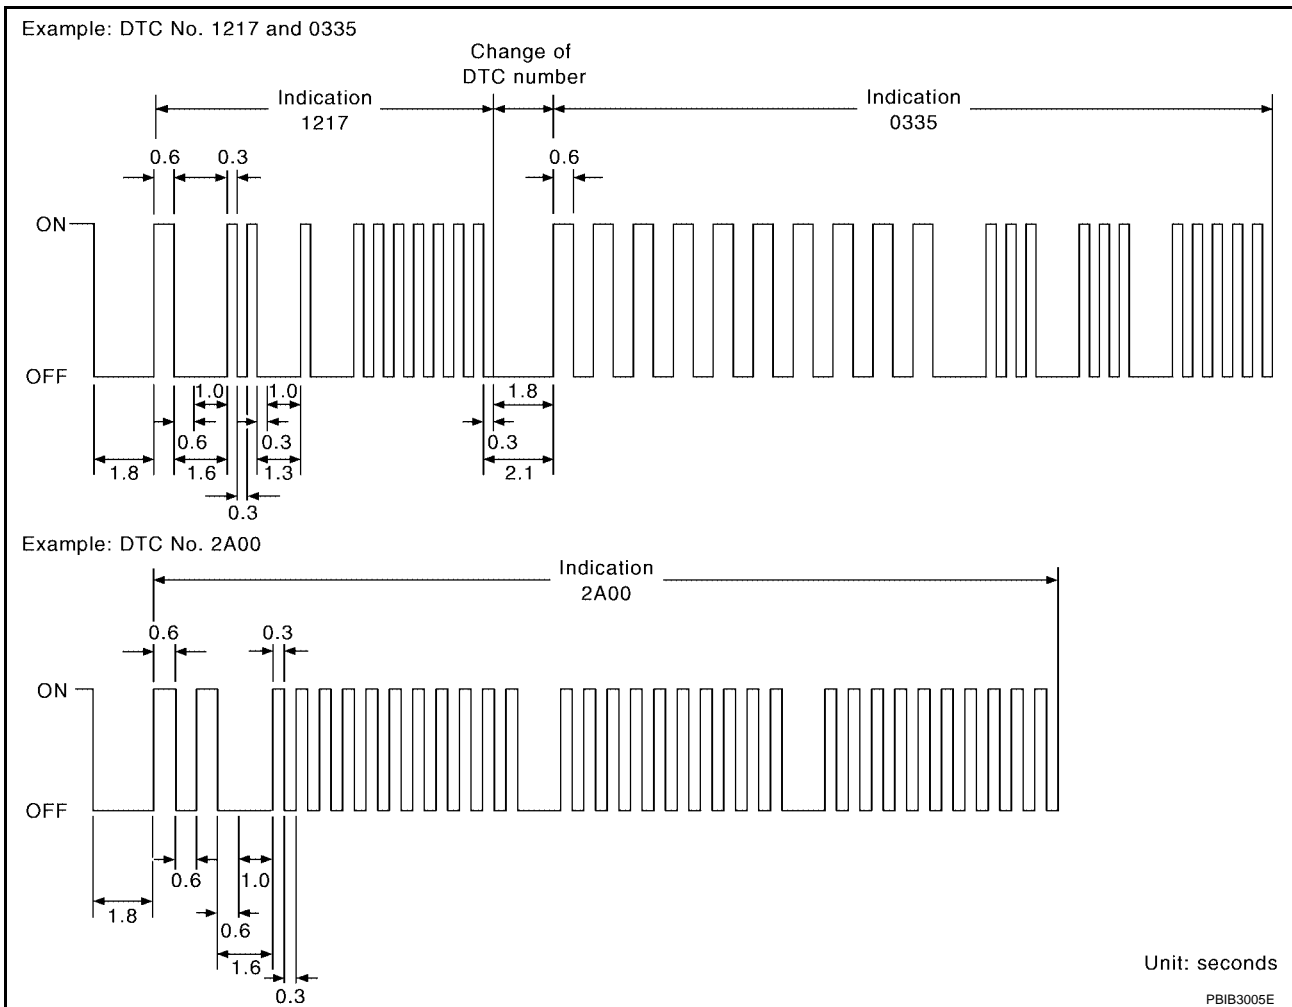 Example: DTC No. 1217 and 0335
Change of
DTC number
Indication
1217
Indication
0335
0.6
0.3
0.6
ON
OFF
1.0
1.0
1.8
0.6
0.3
0.3
1.8
1.6
1.3
2.1
0.3
Example: DTC No. 2A00
Indication
2A00
0.6
0.3
ON
OFF
0.6
1.0
1.8
0.6
1.6
0.3
Unit: seconds
PBIB3005E